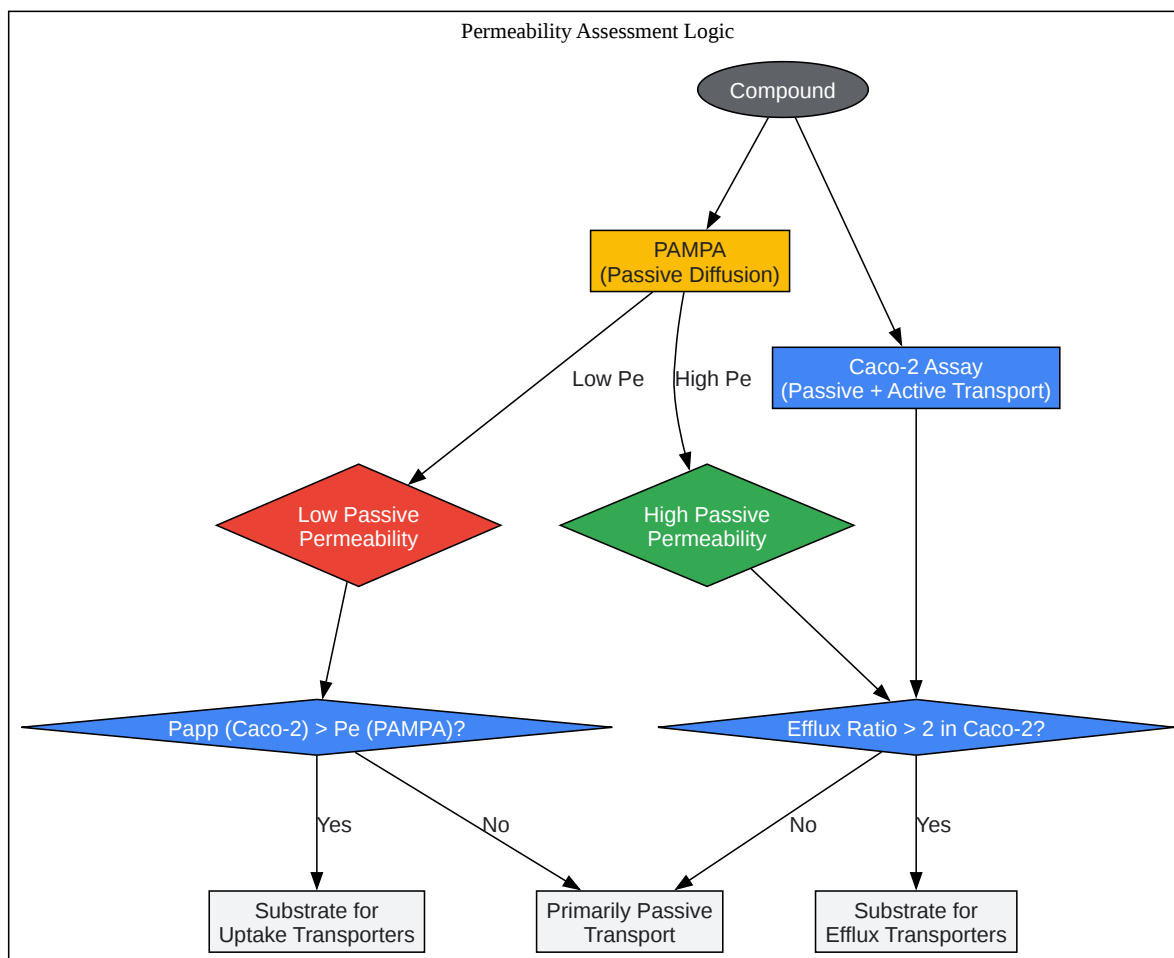 Permeability Assessment Logic
Compound
PAMPA
(Passive Diffusion)
Caco-2 Assay
(Passive + Active Transport)
Low Pe
High Pe
Low Passive
Permeability
High Passive
Permeability
Papp (Caco-2) > Pe (PAMPA)?
Efflux Ratio > 2 in Caco-2?
Yes
No
No
Yes
Substrate for
Uptake Transporters
Primarily Passive
Transport
Substrate for
Efflux Transporters